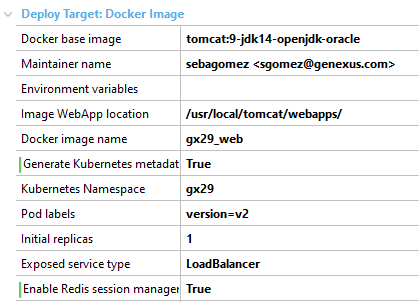 Deploy Target: Docker Image
Docker base image tomcat:9-jdk14-openjdk-oracle
Maintainer name sebagomez <sgomez@genexus.com>
Environment variables
Image WebApp location /usr/local/tomcat/webapps/
Docker image name gx29_web
Generate Kubernetes metadat True
Kubernetes Namespace gx29
Pod labels version=v2
Initial replicas 1
Exposed service type LoadBalancer
Enable Redis session manager True